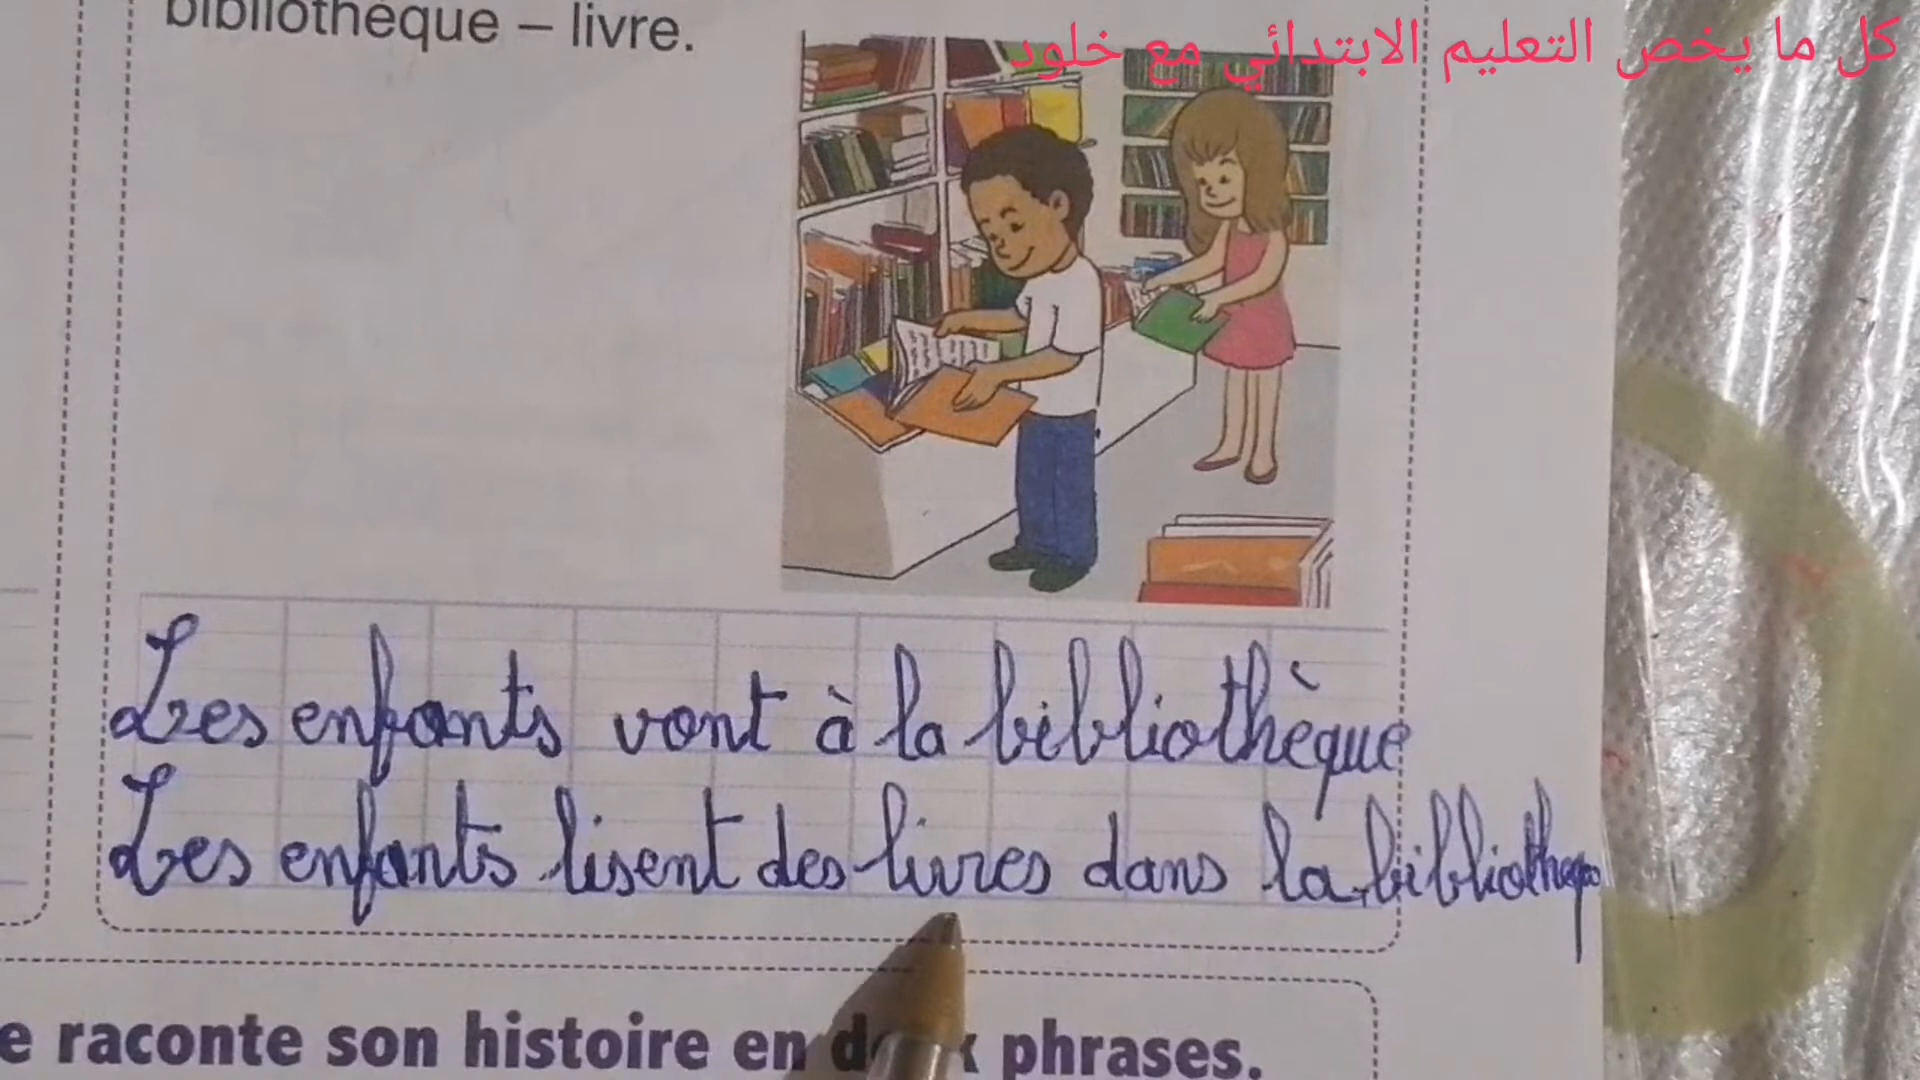 bibliothèque – livre.
كل ما يخص التعليم الابتدائي مع خلود
Les enfants vont à la bibliothèque
Les enfants lisent des livres dans la
e raconte son histoire en phrases.